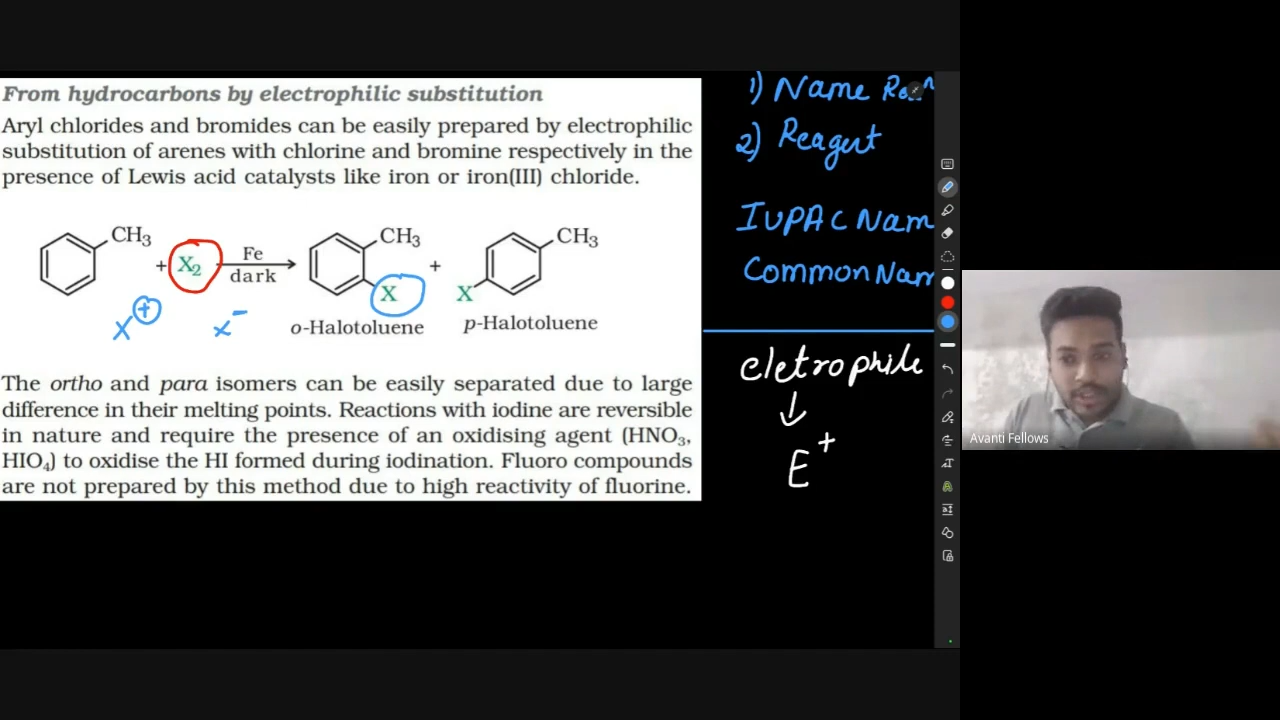 From hydrocarbons by electrophilic substitution
Aryl chlorides and bromides can be easily prepared by electrophilic
substitution of arenes with chlorine and bromine respectively in the
presence of Lewis acid catalysts like iron or iron(III) chloride.
CH₃ + X₂ Fe dark CH₃ X + CH₃ X
X⁺ X⁻ o-Halotoluene p-Halotoluene
The ortho and para isomers can be easily separated due to large
difference in their melting points. Reactions with iodine are reversible
in nature and require the presence of an oxidising agent (HNO₃,
HIO₄) to oxidise the HI formed during iodination. Fluoro compounds
are not prepared by this method due to high reactivity of fluorine.
1) Name
2) Reagent
IUPAC Nam
Common Nam
eletrophile
↓
E⁺
Avanti Fellows